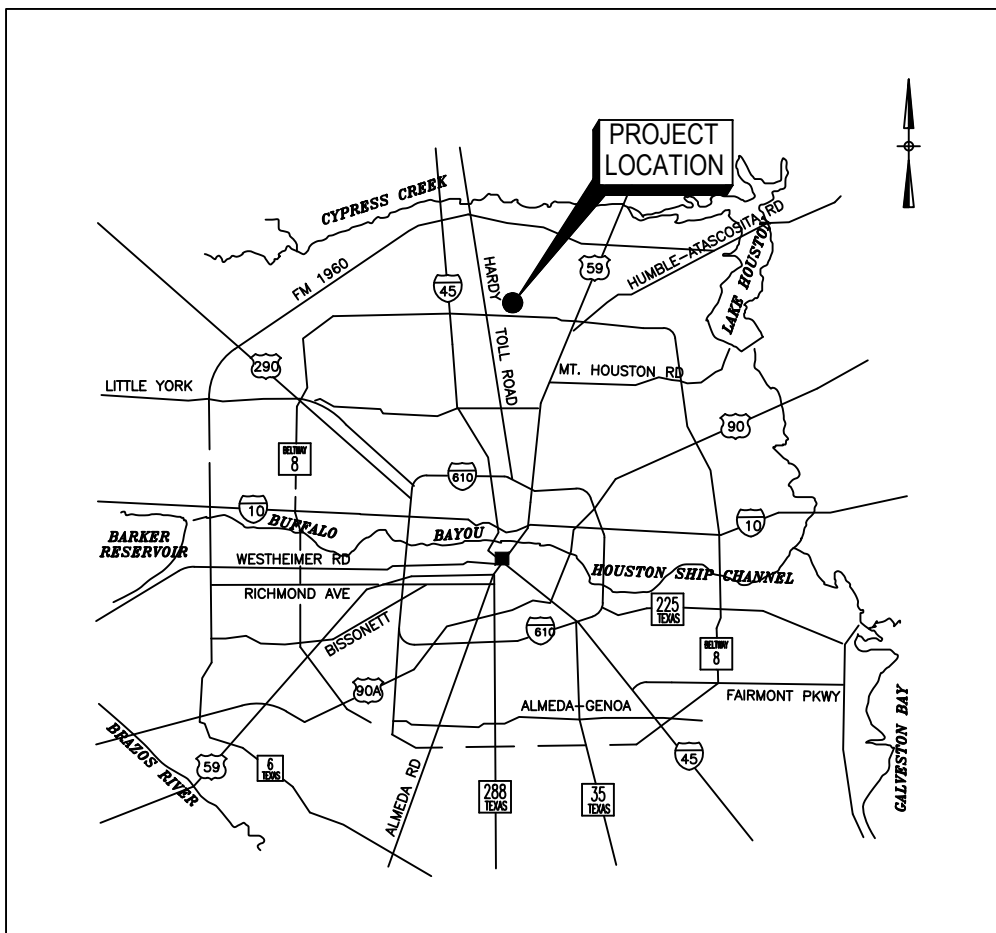 PROJECT
LOCATION
CYPRESS CREEK
HUMBLE-ATASCOSITA RD
LAKE HOUSTON
FM 1960
45
HARDY
59
TOLL ROAD
290
LITTLE YORK
MT. HOUSTON RD
90
BELTWAY
8
610
10
BUFFALO
BAYOU
10
BARKER
RESERVOIR
WESTHEIMER RD
HOUSTON SHIP CHANNEL
RICHMOND AVE
225
TEXAS
BISSONETT
610
BELTWAY
8
90A
FAIRMONT PKWY
ALMEDA-GENOA
GALVESTON BAY
BRAZOS RIVER
59
6
TEXAS
ALMEDA RD
288
TEXAS
35
TEXAS
45